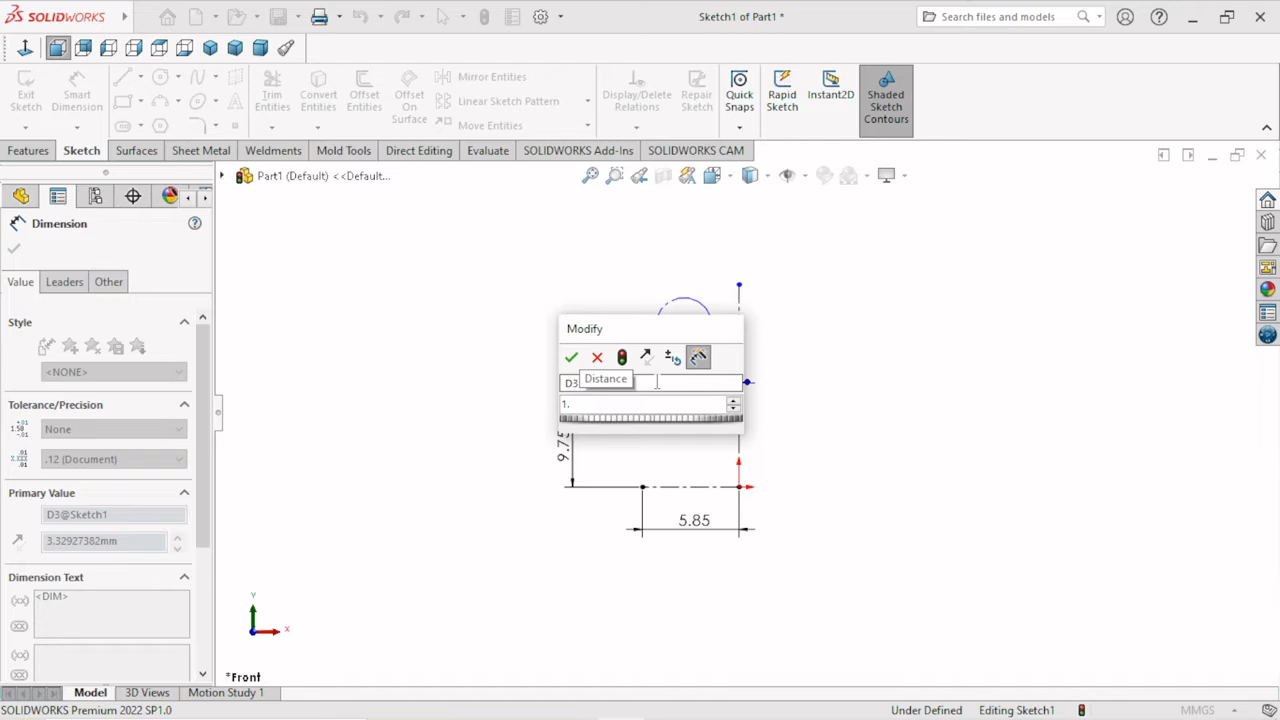 SOLIDWORKS
Sketch1 of Part1 *
Search files and models
Exit Sketch
Smart Dimension
Trim Entities
Convert Entities
Offset Entities
Offset On Surface
Mirror Entities
Linear Sketch Pattern
Move Entities
Display/Delete Relations
Repair Sketch
Quick Snaps
Rapid Sketch
Instant2D
Shaded Sketch Contours
Features
Sketch
Surfaces
Sheet Metal
Weldments
Mold Tools
Direct Editing
Evaluate
SOLIDWORKS Add-Ins
SOLIDWORKS CAM
Part1 (Default) <<Default...
Dimension
Value
Leaders
Other
Style
<NONE>
Tolerance/Precision
None
.12 (Document)
Primary Value
D3@Sketch1
3.32927382mm
Dimension Text
<DIM>
Modify
D3
Distance
1.
9.75
5.85
Y
X
*Front
Model
3D Views
Motion Study 1
SOLIDWORKS Premium 2022 SP1.0
Under Defined
Editing Sketch1
MMGS